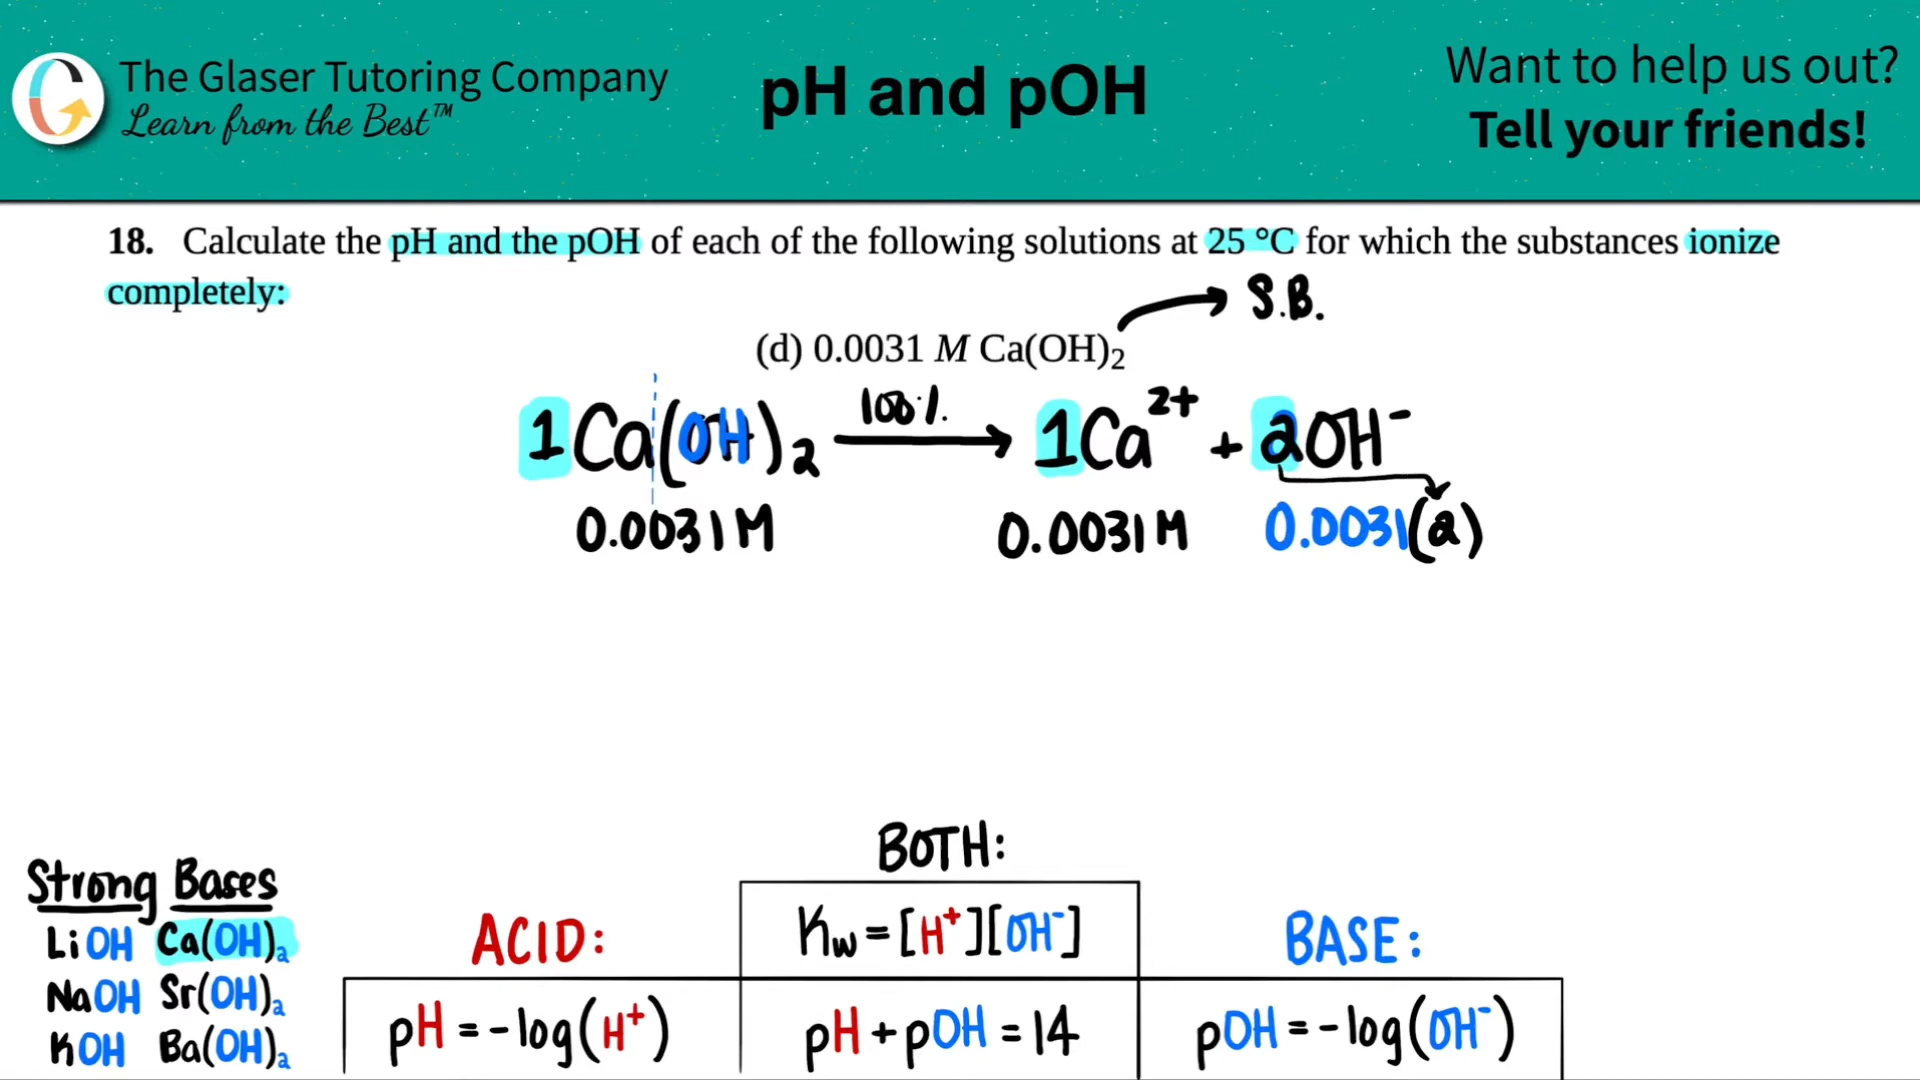 The Glaser Tutoring Company
Learn from the Best™
pH and pOH
Want to help us out?
Tell your friends!
18. Calculate the pH and the pOH of each of the following solutions at 25 °C for which the substances ionize
completely:
S.B.
(d) 0.0031 M Ca(OH)₂
1Ca(OH)₂ 100% → 1Ca²⁺ + 2OH⁻
0.0031 M 0.0031 M 0.0031(2)
Strong Bases
LiOH Ca(OH)₂
NaOH Sr(OH)₂
KOH Ba(OH)₂
ACID:
pH = -log(H⁺)
BOTH:
Kw = [H⁺][OH⁻]
pH + pOH = 14
BASE:
pOH = -log(OH⁻)